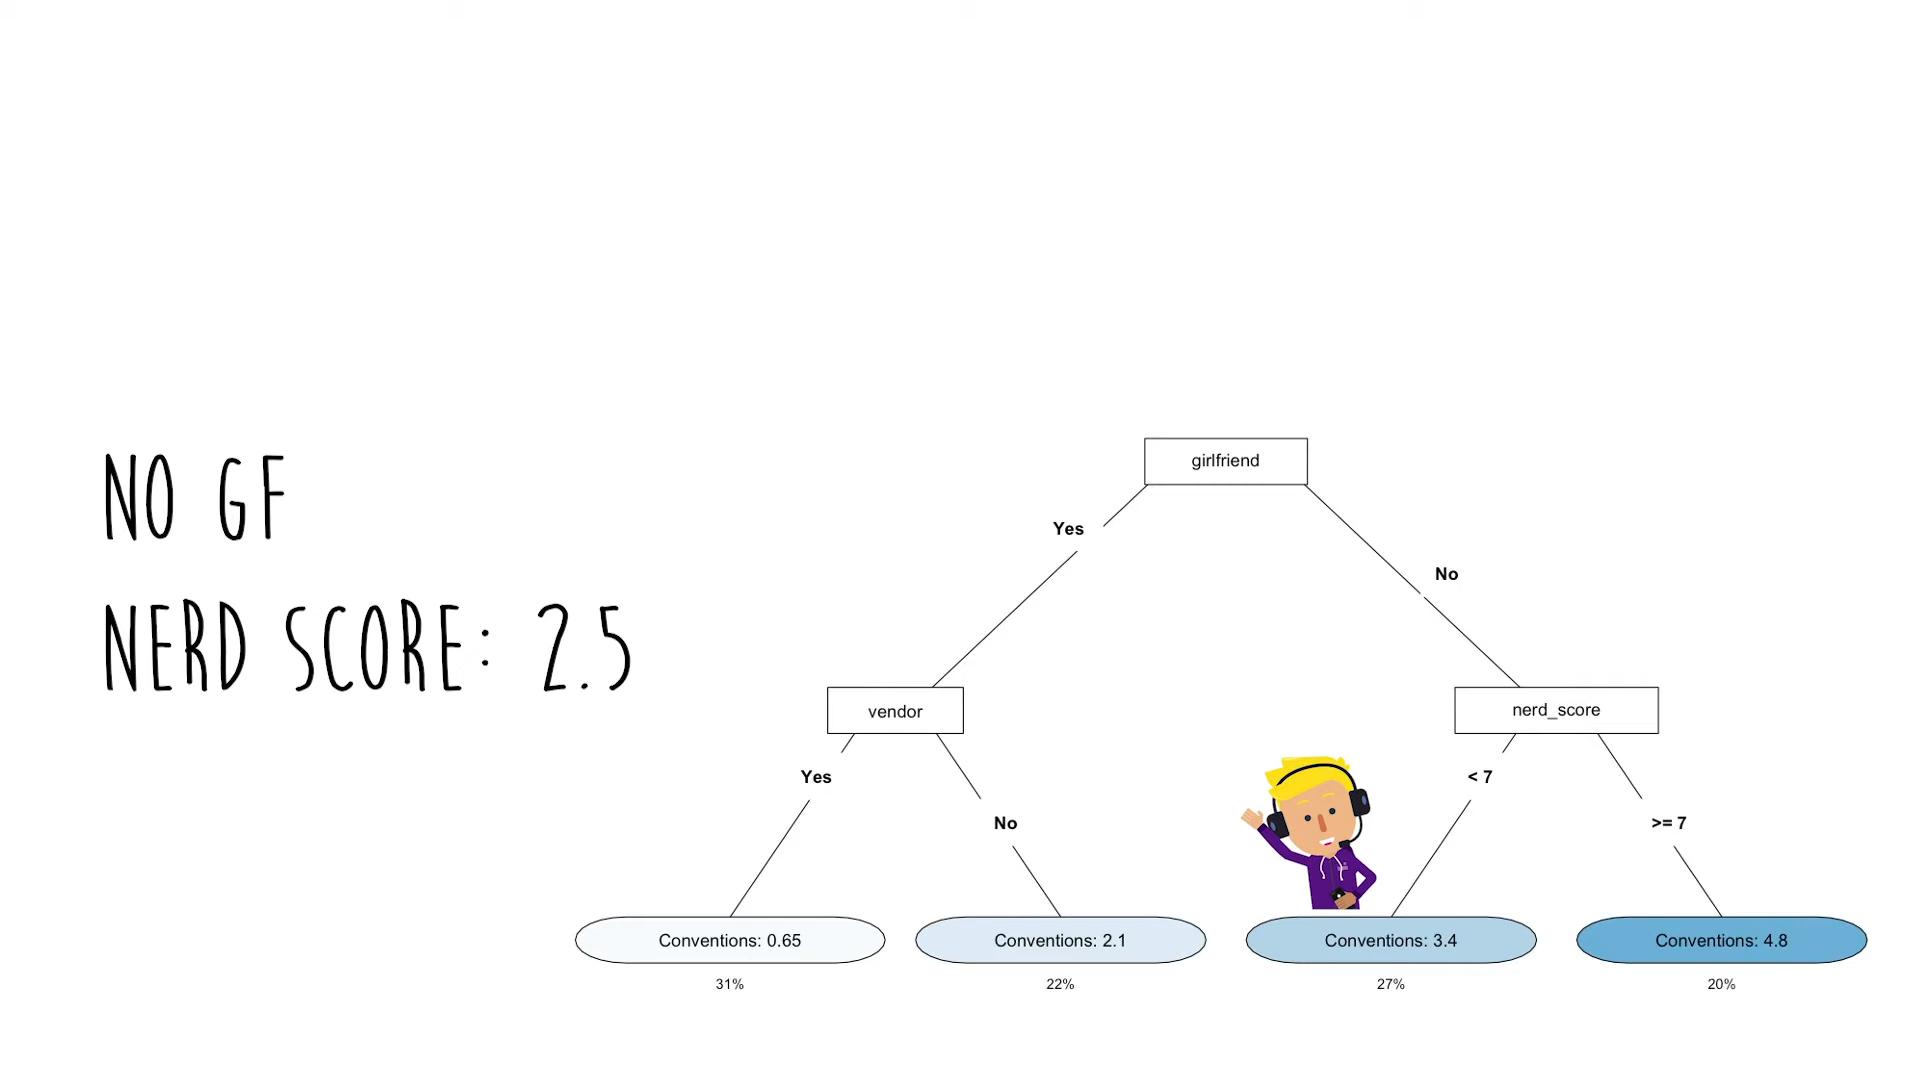 NO GF
NERD SCORE: 2.5
girlfriend
Yes
No
vendor
nerd_score
Yes
No
< 7
>= 7
Conventions: 0.65
Conventions: 2.1
Conventions: 3.4
Conventions: 4.8
31%
22%
27%
20%